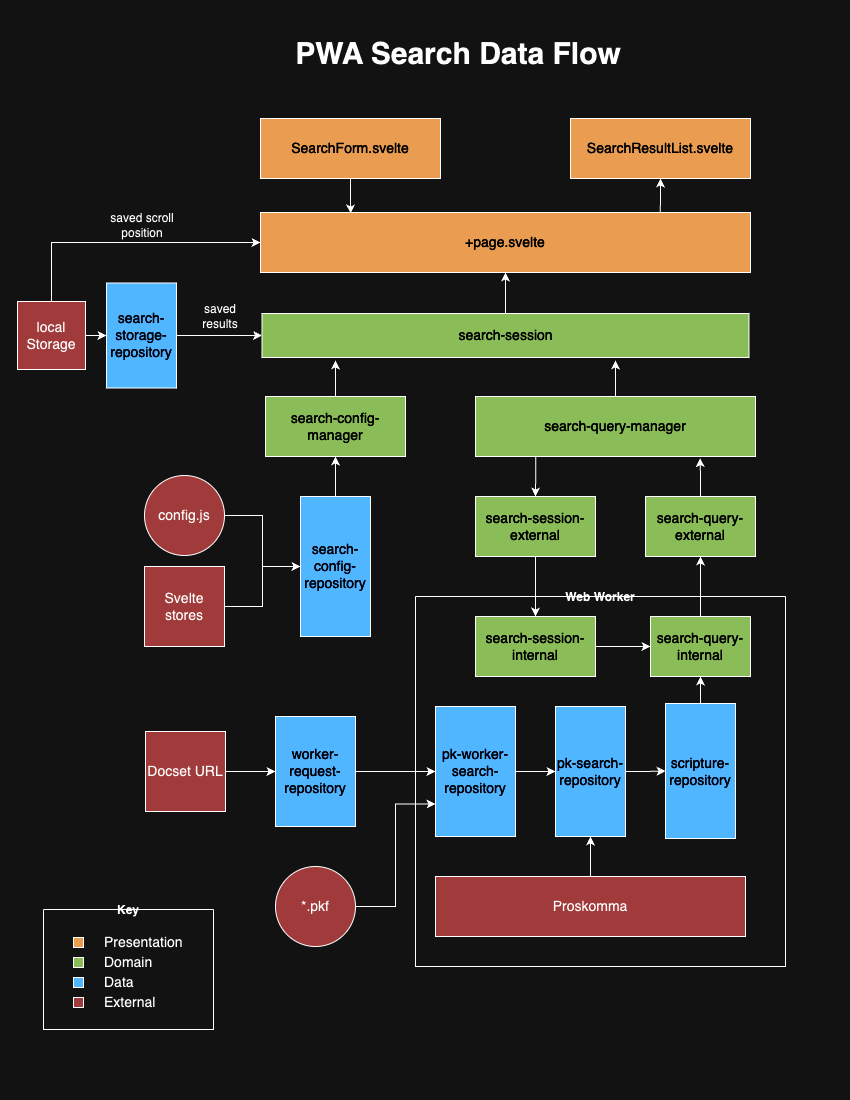 PWA Search Data Flow
SearchForm.svelte
SearchResultList.svelte
saved scroll
position
+page.svelte
local
Storage
search-
storage-
repository
saved
results
search-session
search-config-
manager
search-query-manager
config.js
Svelte
stores
search-
config-
repository
search-session-
external
search-query-
external
Web Worker
search-session-
internal
search-query-
internal
Docset URL
worker-
request-
repository
pk-worker-
search-
repository
pk-search-
repository
scripture-
repository
*.pkf
Proskomma
Key
Presentation
Domain
Data
External